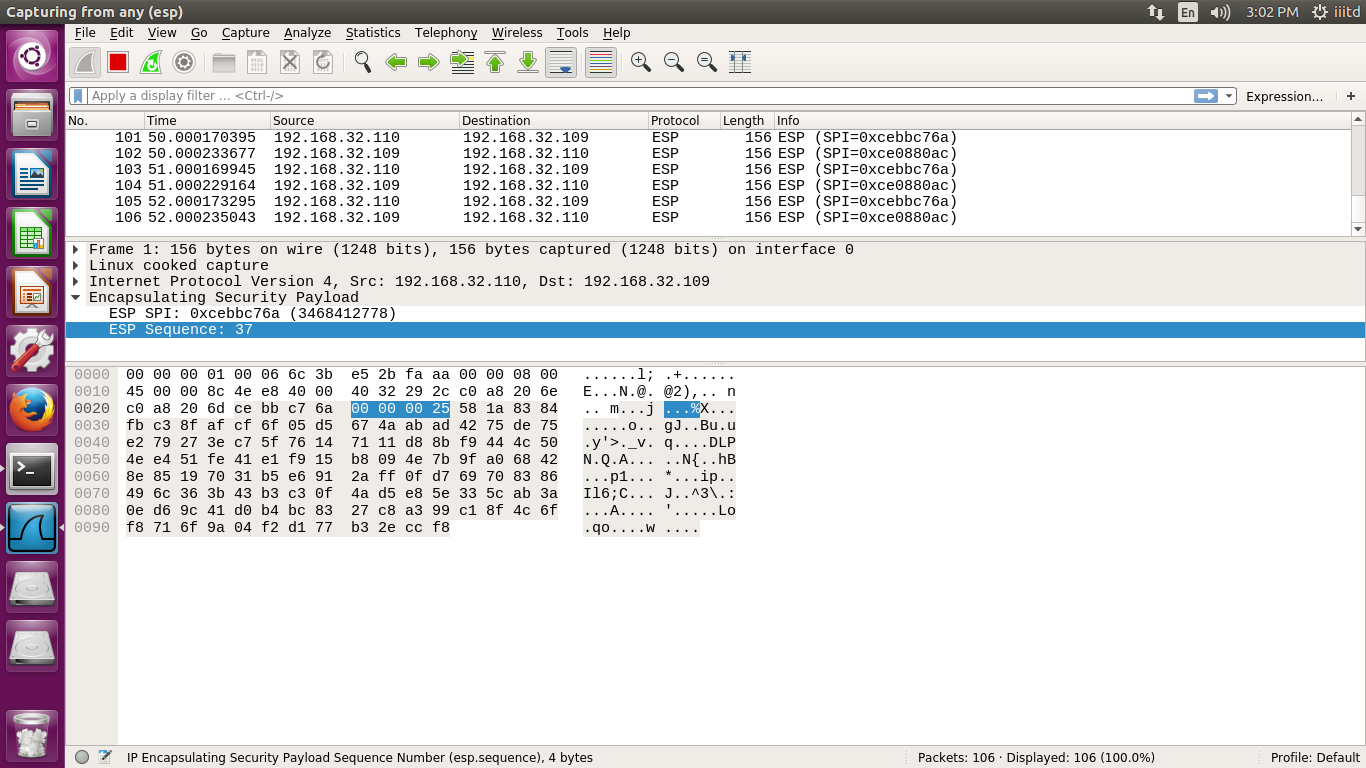 Capturing from any (esp)
En 3:02 PM iiitd
File Edit View Go Capture Analyze Statistics Telephony Wireless Tools Help
Apply a display filter ... <Ctrl-/> Expression... +
No. Time Source Destination Protocol Length Info
101 50.000170395 192.168.32.110 192.168.32.109 ESP 156 ESP (SPI=0xcebbc76a)
102 50.000233677 192.168.32.109 192.168.32.110 ESP 156 ESP (SPI=0xce0880ac)
103 51.000169945 192.168.32.110 192.168.32.109 ESP 156 ESP (SPI=0xcebbc76a)
104 51.000229164 192.168.32.109 192.168.32.110 ESP 156 ESP (SPI=0xce0880ac)
105 52.000173295 192.168.32.110 192.168.32.109 ESP 156 ESP (SPI=0xcebbc76a)
106 52.000235043 192.168.32.109 192.168.32.110 ESP 156 ESP (SPI=0xce0880ac)
Frame 1: 156 bytes on wire (1248 bits), 156 bytes captured (1248 bits) on interface 0
Linux cooked capture
Internet Protocol Version 4, Src: 192.168.32.110, Dst: 192.168.32.109
Encapsulating Security Payload
ESP SPI: 0xcebbc76a (3468412778)
ESP Sequence: 37
0000 00 00 00 01 00 06 6c 3b e5 2b fa aa 00 00 08 00 ......l; .+......
0010 45 00 00 8c 4e e8 40 00 40 32 29 2c c0 a8 20 6e E...N.@. @2),.. n
0020 c0 a8 20 6d ce bb c7 6a 00 00 00 25 58 1a 83 84 .. m...j ...%X...
0030 fb c3 8f af cf 6f 05 d5 67 4a ab ad 42 75 de 75 .....o.. gJ..Bu.u
0040 e2 79 27 3e c7 5f 76 14 71 11 d8 8b f9 44 4c 50 .y'>._v. q....DLP
0050 4e e4 51 fe 41 e1 f9 15 b8 09 4e 7b 9f a0 68 42 N.Q.A... ..N{..hB
0060 8e 85 19 70 31 b5 e6 91 2a ff 0f d7 69 70 83 86 ...p1... *...ip..
0070 49 6c 36 3b 43 b3 c3 0f 4a d5 e8 5e 33 5c ab 3a Il6;C... J..^3\.:
0080 0e d6 9c 41 d0 b4 bc 83 27 c8 a3 99 c1 8f 4c 6f ...A.... '.....Lo
0090 f8 71 6f 9a 04 f2 d1 77 b3 2e cc f8 .qo....w ....
IP Encapsulating Security Payload Sequence Number (esp.sequence), 4 bytes Packets: 106 · Displayed: 106 (100.0%) Profile: Default